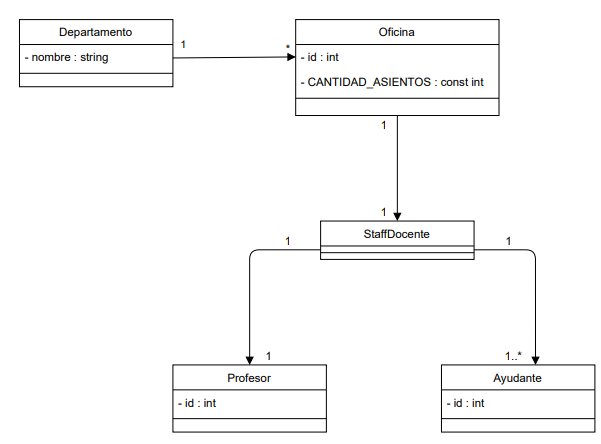 Departamento
- nombre : string
1
*
Oficina
- id : int
- CANTIDAD_ASIENTOS : const int
1
1
StaffDocente
1
1
1
1..*
Profesor
- id : int
Ayudante
- id : int